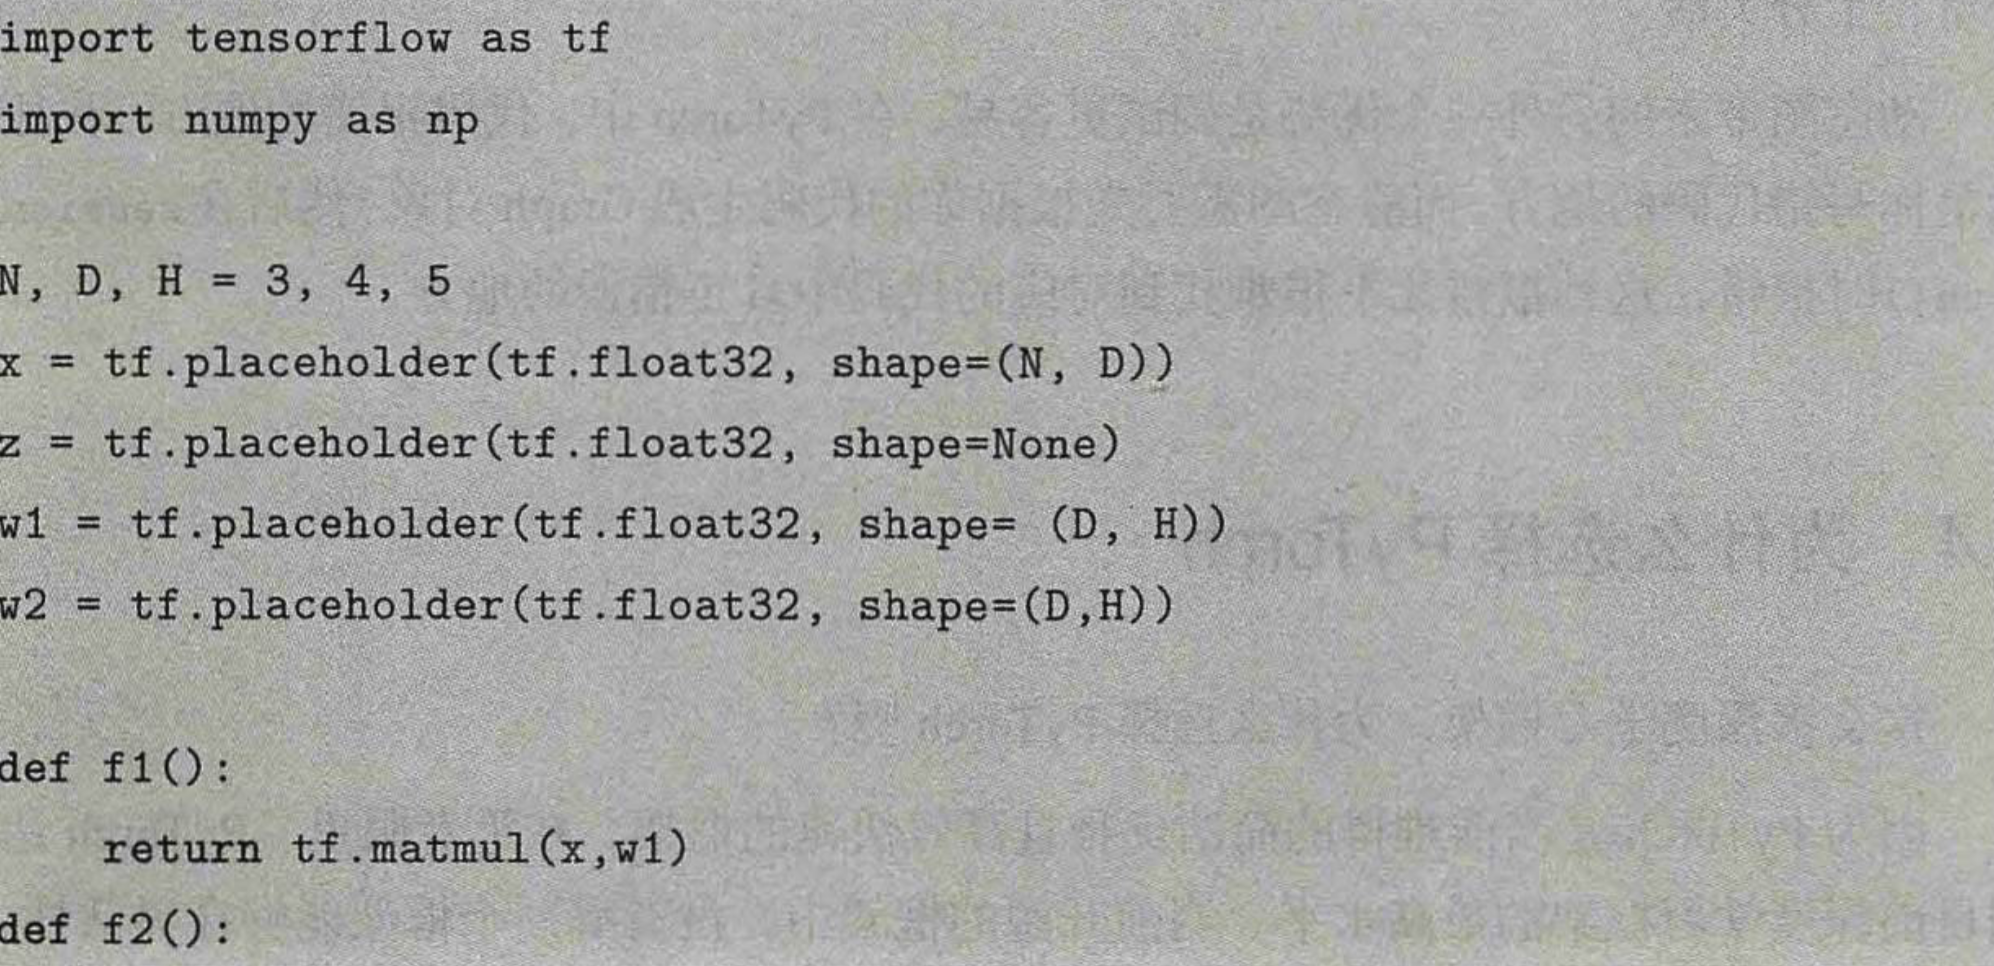 import tensorflow as tf
import numpy as np
N, D, H = 3, 4, 5
x = tf.placeholder(tf.float32, shape=(N, D))
z = tf.placeholder(tf.float32, shape=None)
w1 = tf.placeholder(tf.float32, shape= (D, H))
w2 = tf.placeholder(tf.float32, shape=(D,H))
def f1():
    return tf.matmul(x,w1)
def f2():